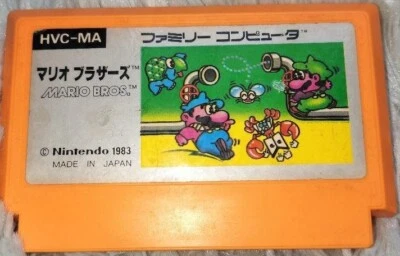 HVC-MA
ファミリー コンピュータ™
マリオ ブラザーズ™
MARIO BROS.™
© Nintendo 1983
MADE IN JAPAN